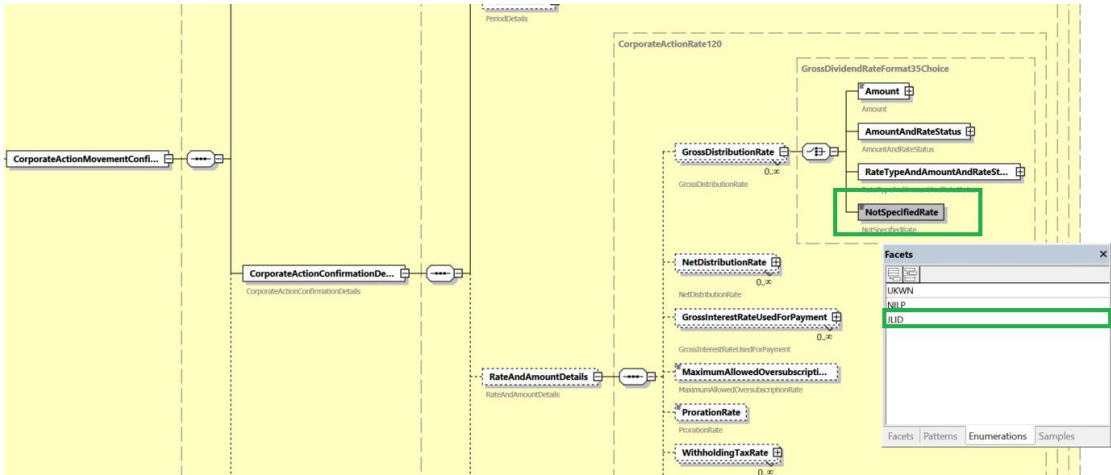 PeriodDetails
CorporateActionRate120
GrossDividendRateFormat35Choice
Amount
Amount
AmountAndRateStatus
AmountAndRateStatus
RateTypeAndAmountAndRateSt...
NotSpecifiedRate
NotSpecifiedRate
GrossDistributionRate
0..∞
GrossDistributionRate
CorporateActionMovementConfi...
NetDistributionRate
0..∞
NetDistributionRate
CorporateActionConfirmationDe...
CorporateActionConfirmationDetails
GrossInterestRateUsedForPayment
0..∞
GrossInterestRateUsedForPayment
RateAndAmountDetails
RateAndAmountDetails
MaximumAllowedOversubscripti...
MaximumAllowedOversubscriptionRate
ProrationRate
ProrationRate
WithholdingTaxRate
0..∞
Facets
UKWN
NILP
Facets Patterns Enumerations Samples